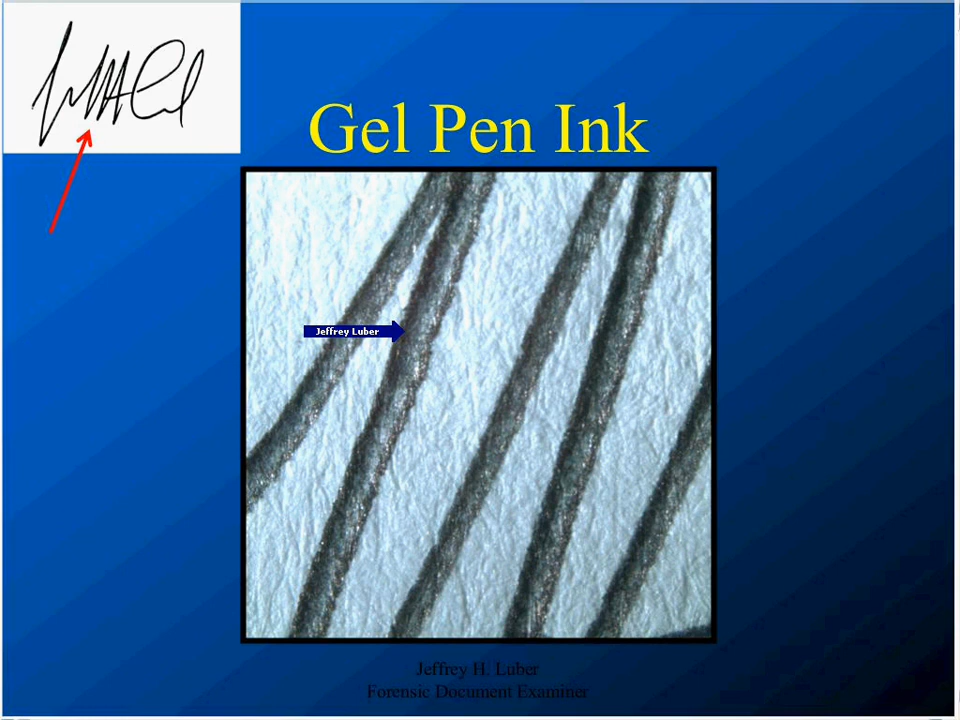 Gel Pen Ink
Jeffrey Luber
Jeffrey H. Luber
Forensic Document Examiner